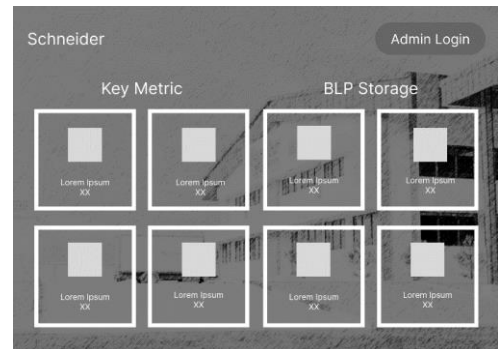 Schneider
Admin Login
Key Metric
BLP Storage
Lorem Ipsum
XX
Lorem Ipsum
XX
Lorem Ipsum
XX
Lorem Ipsum
XX
Lorem Ipsum
XX
Lorem Ipsum
XX
Lorem Ipsum
XX
Lorem Ipsum
XX